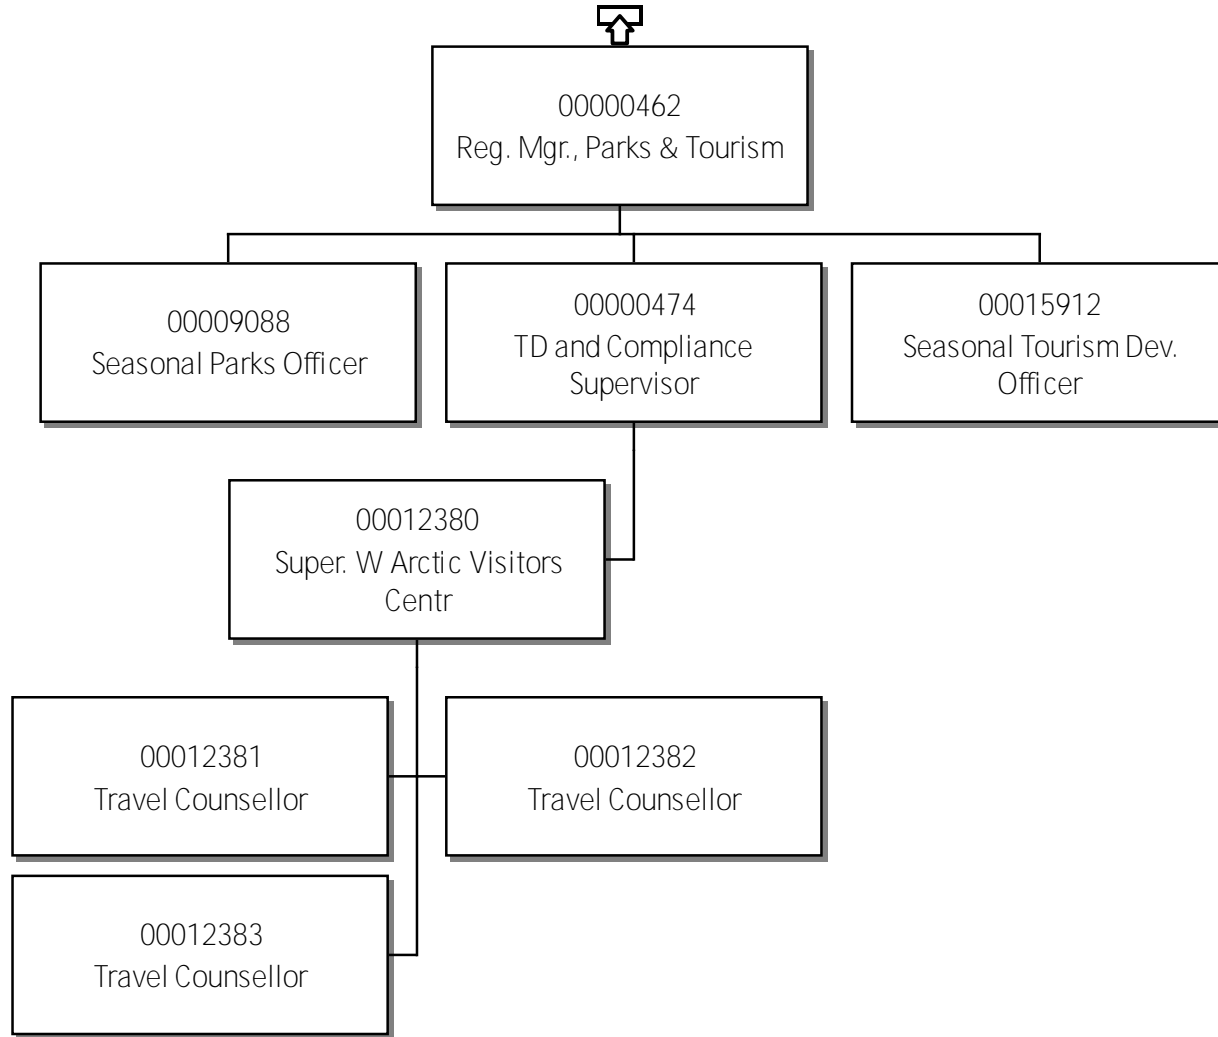 00000462
Reg. Mgr., Parks & Tourism
00009088
Seasonal Parks Officer
00000474
TD and Compliance
Supervisor
00015912
Seasonal Tourism Dev.
Officer
00012380
Super. W Arctic Visitors
Centr
00012381
Travel Counsellor
00012382
Travel Counsellor
00012383
Travel Counsellor